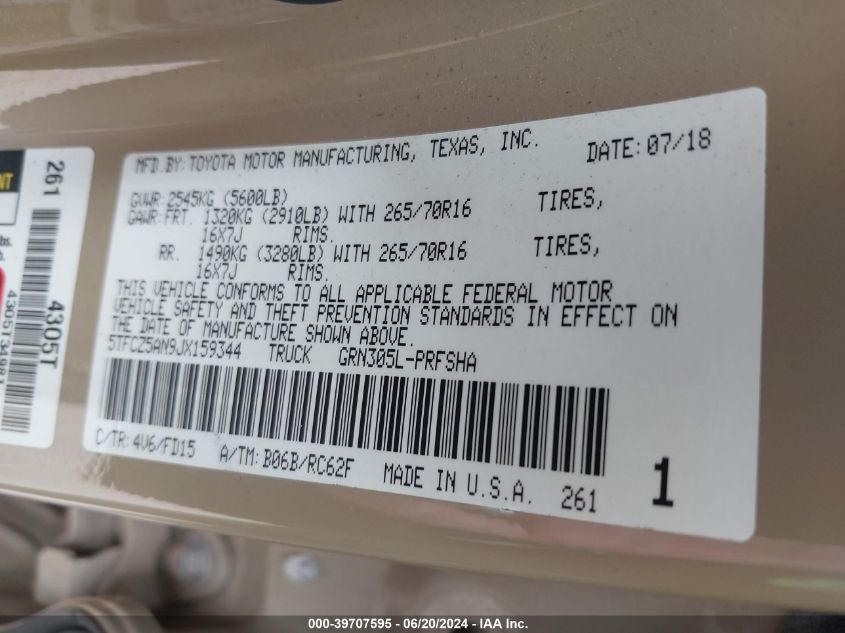 MFD.BY:TOYOTA MOTOR MANUFACTURING, TEXAS, INC. DATE:07/18
GVWR:2545KG (5600LB)
GAWR:FRT. 1320KG (2910LB) WITH 265/70R16 TIRES,
16X7J RIMS.
RR. 1490KG (3280LB) WITH 265/70R16 TIRES,
16X7J RIMS.
THIS VEHICLE CONFORMS TO ALL APPLICABLE FEDERAL MOTOR
VEHICLE SAFETY AND THEFT PREVENTION STANDARDS IN EFFECT ON
THE DATE OF MANUFACTURE SHOWN ABOVE.
5TFCZ5AN9JX159344 TRUCK GRN305L-PRFSHA
C/TR:4V6/FD15 A/TM:B06B/RC62F MADE IN U.S.A. 261 1
261
4305T
4305T34981
000-39707595 - 06/20/2024 - IAA Inc.